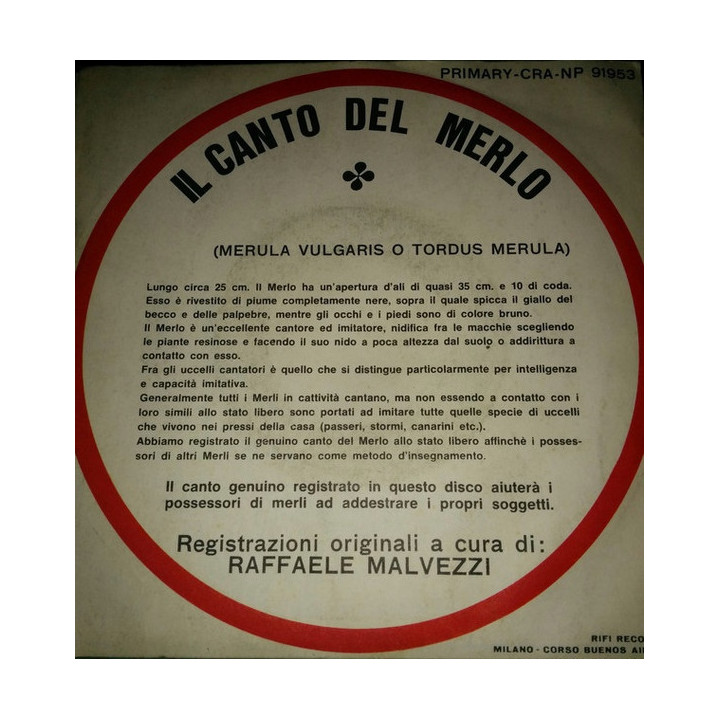 PRIMARY-CRA-NP 91953
IL CANTO DEL MERLO
(MERULA VULGARIS O TORDUS MERULA)
Lungo circa 25 cm. Il Merlo ha un'apertura d'ali di quasi 35 cm. e 10 di coda.
Esso è rivestito di piume completamente nere, sopra il quale spicca il giallo del
becco e delle palpebre, mentre gli occhi e i piedi sono di colore bruno.
Il Merlo è un'eccellente cantore ed imitatore, nidifica fra le macchie scegliendo
le piante resinose e facendo il suo nido a poca altezza dal suolo o addirittura a
contatto con esso.
Fra gli uccelli cantatori è quello che si distingue particolarmente per intelligenza
e capacità imitativa.
Generalmente tutti i Merli in cattività cantano, ma non essendo a contatto con i
loro simili allo stato libero sono portati ad imitare tutte quelle specie di uccelli
che vivono nei pressi della casa (passeri, stormi, canarini etc.).
Abbiamo registrato il genuino canto del Merlo allo stato libero affinchè i posses-
sori di altri Merli se ne servano come metodo d'insegnamento.
Il canto genuino registrato in questo disco aiuterà i
possessori di merli ad addestrare i propri soggetti.
Registrazioni originali a cura di:
RAFFAELE MALVEZZI
RIFI RECO
MILANO - CORSO BUENOS AI